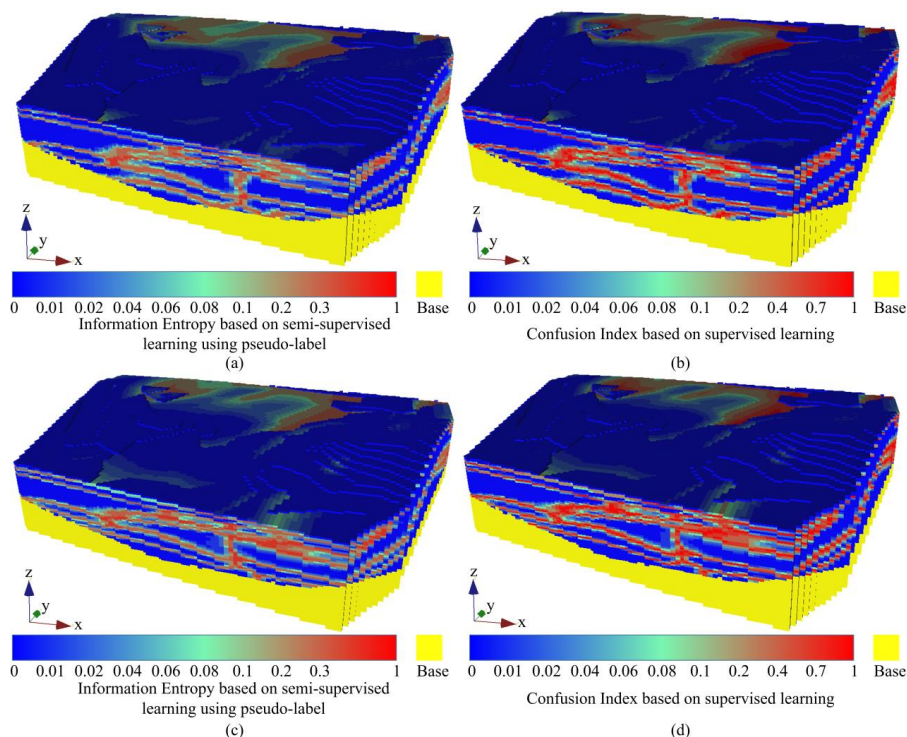 z
y
x
z
y
x
0 0.01 0.02 0.04 0.06 0.08 0.1 0.2 0.3 1 Base
Information Entropy based on semi-supervised
learning using pseudo-label
(a)
0 0.01 0.02 0.04 0.06 0.08 0.1 0.2 0.4 0.7 1 Base
Confusion Index based on supervised learning
(b)
z
y
x
z
y
x
0 0.01 0.02 0.04 0.06 0.08 0.1 0.2 0.3 1 Base
Information Entropy based on semi-supervised
learning using pseudo-label
(c)
0 0.01 0.02 0.04 0.06 0.08 0.1 0.2 0.4 0.7 1 Base
Confusion Index based on supervised learning
(d)